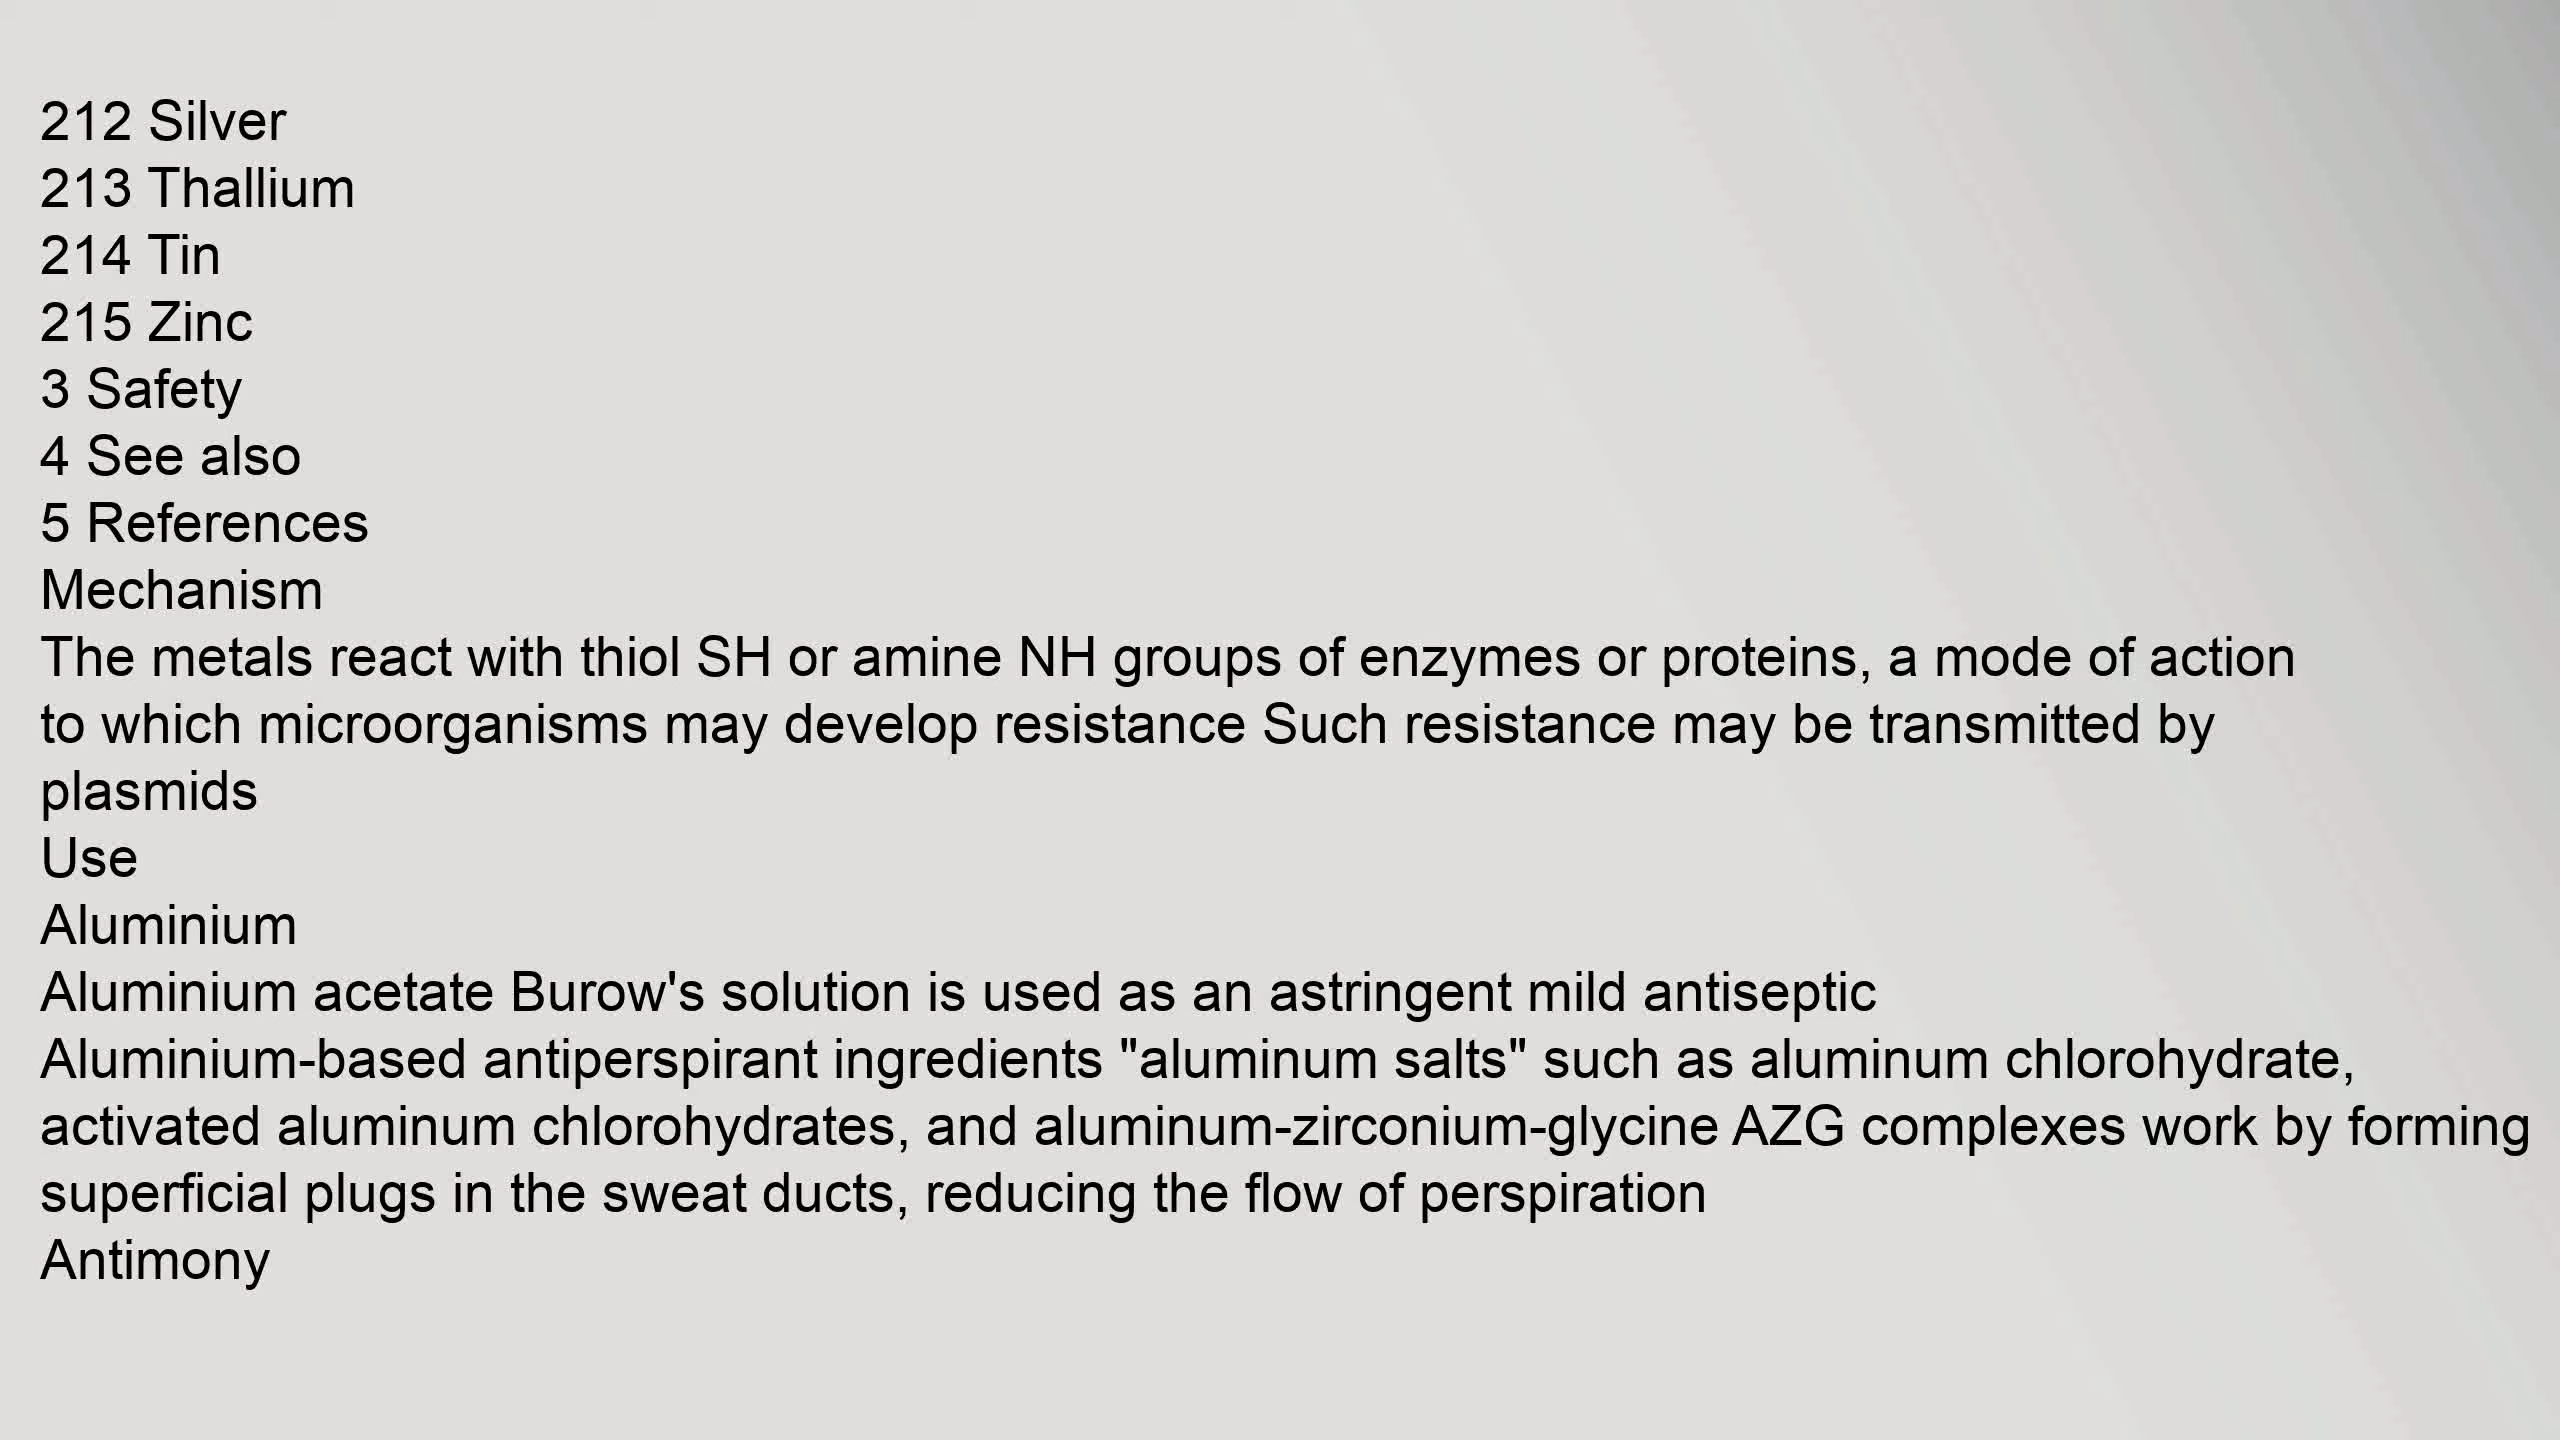 212 Silver
213 Thallium
214 Tin
215 Zinc
3 Safety
4 See also
5 References
Mechanism
The metals react with thiol SH or amine NH groups of enzymes or proteins, a mode of action
to which microorganisms may develop resistance Such resistance may be transmitted by
plasmids
Use
Aluminium
Aluminium acetate Burow's solution is used as an astringent mild antiseptic
Aluminium-based antiperspirant ingredients "aluminum salts" such as aluminum chlorohydrate,
activated aluminum chlorohydrates, and aluminum-zirconium-glycine AZG complexes work by forming
superficial plugs in the sweat ducts, reducing the flow of perspiration
Antimony